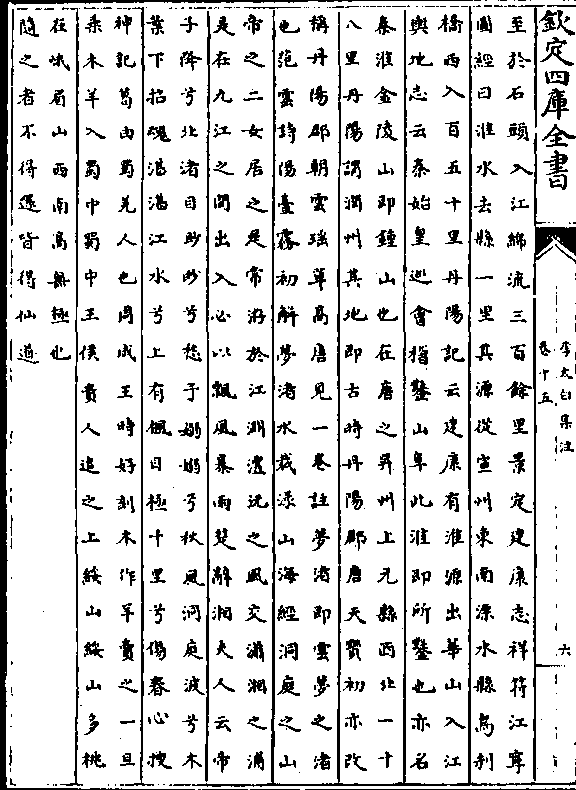 欽定四庫全書
李太白集注
卷十五
六
至於石頭入江綿流三百餘里景定建康志祥符江寧
圖經曰淮水去縣一里其源從宣州東南溧水縣烏刹
橋西入百五十里丹陽記云建康有淮源出華山入江
輿地志云秦始皇巡會稽鑿山阜此淮即所鑿也亦名
秦淮金陵山即鍾山也在唐之昇州上元縣西北一十
八里丹陽謂潤州其地即古時丹陽郡唐天寳初亦改
稱丹陽郡朝雲瑶草髙唐見一卷註夢渚即雲夢之渚
也范雲詩陽臺霧初解夢渚水裁渌山海經洞庭之山
帝之二女居之是常游於江淵澧沅之風交瀟湘之浦
是在九江之間出入必以飄風暴雨楚辭湘夫人云帝
子降兮北渚目眇眇兮愁予嫋嫋兮秋風洞庭波兮木
葉下招魂湛湛江水兮上有楓目極千里兮傷春心搜
神記葛由蜀羌人也周成王時好刻木作羊賣之一旦
乘木羊入蜀中蜀中王侯貴人追之上綏山綏山多桃
在峨眉山西南髙無極也
隨之者不得還皆得仙道